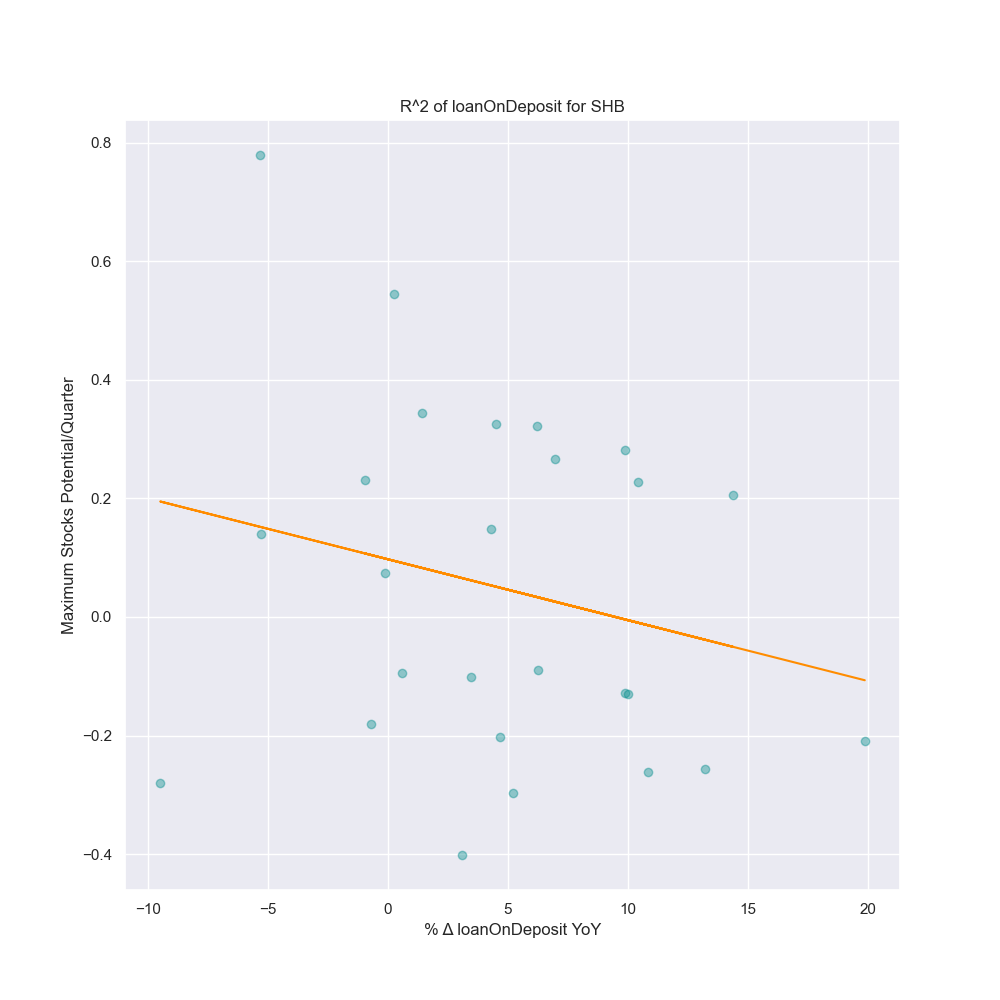 R^2 of loanOnDeposit for SHB
Maximum Stocks Potential/Quarter
0.8
0.6
0.4
0.2
0.0
−0.2
−0.4
−10 −5 0 5 10 15 20
% Δ loanOnDeposit YoY